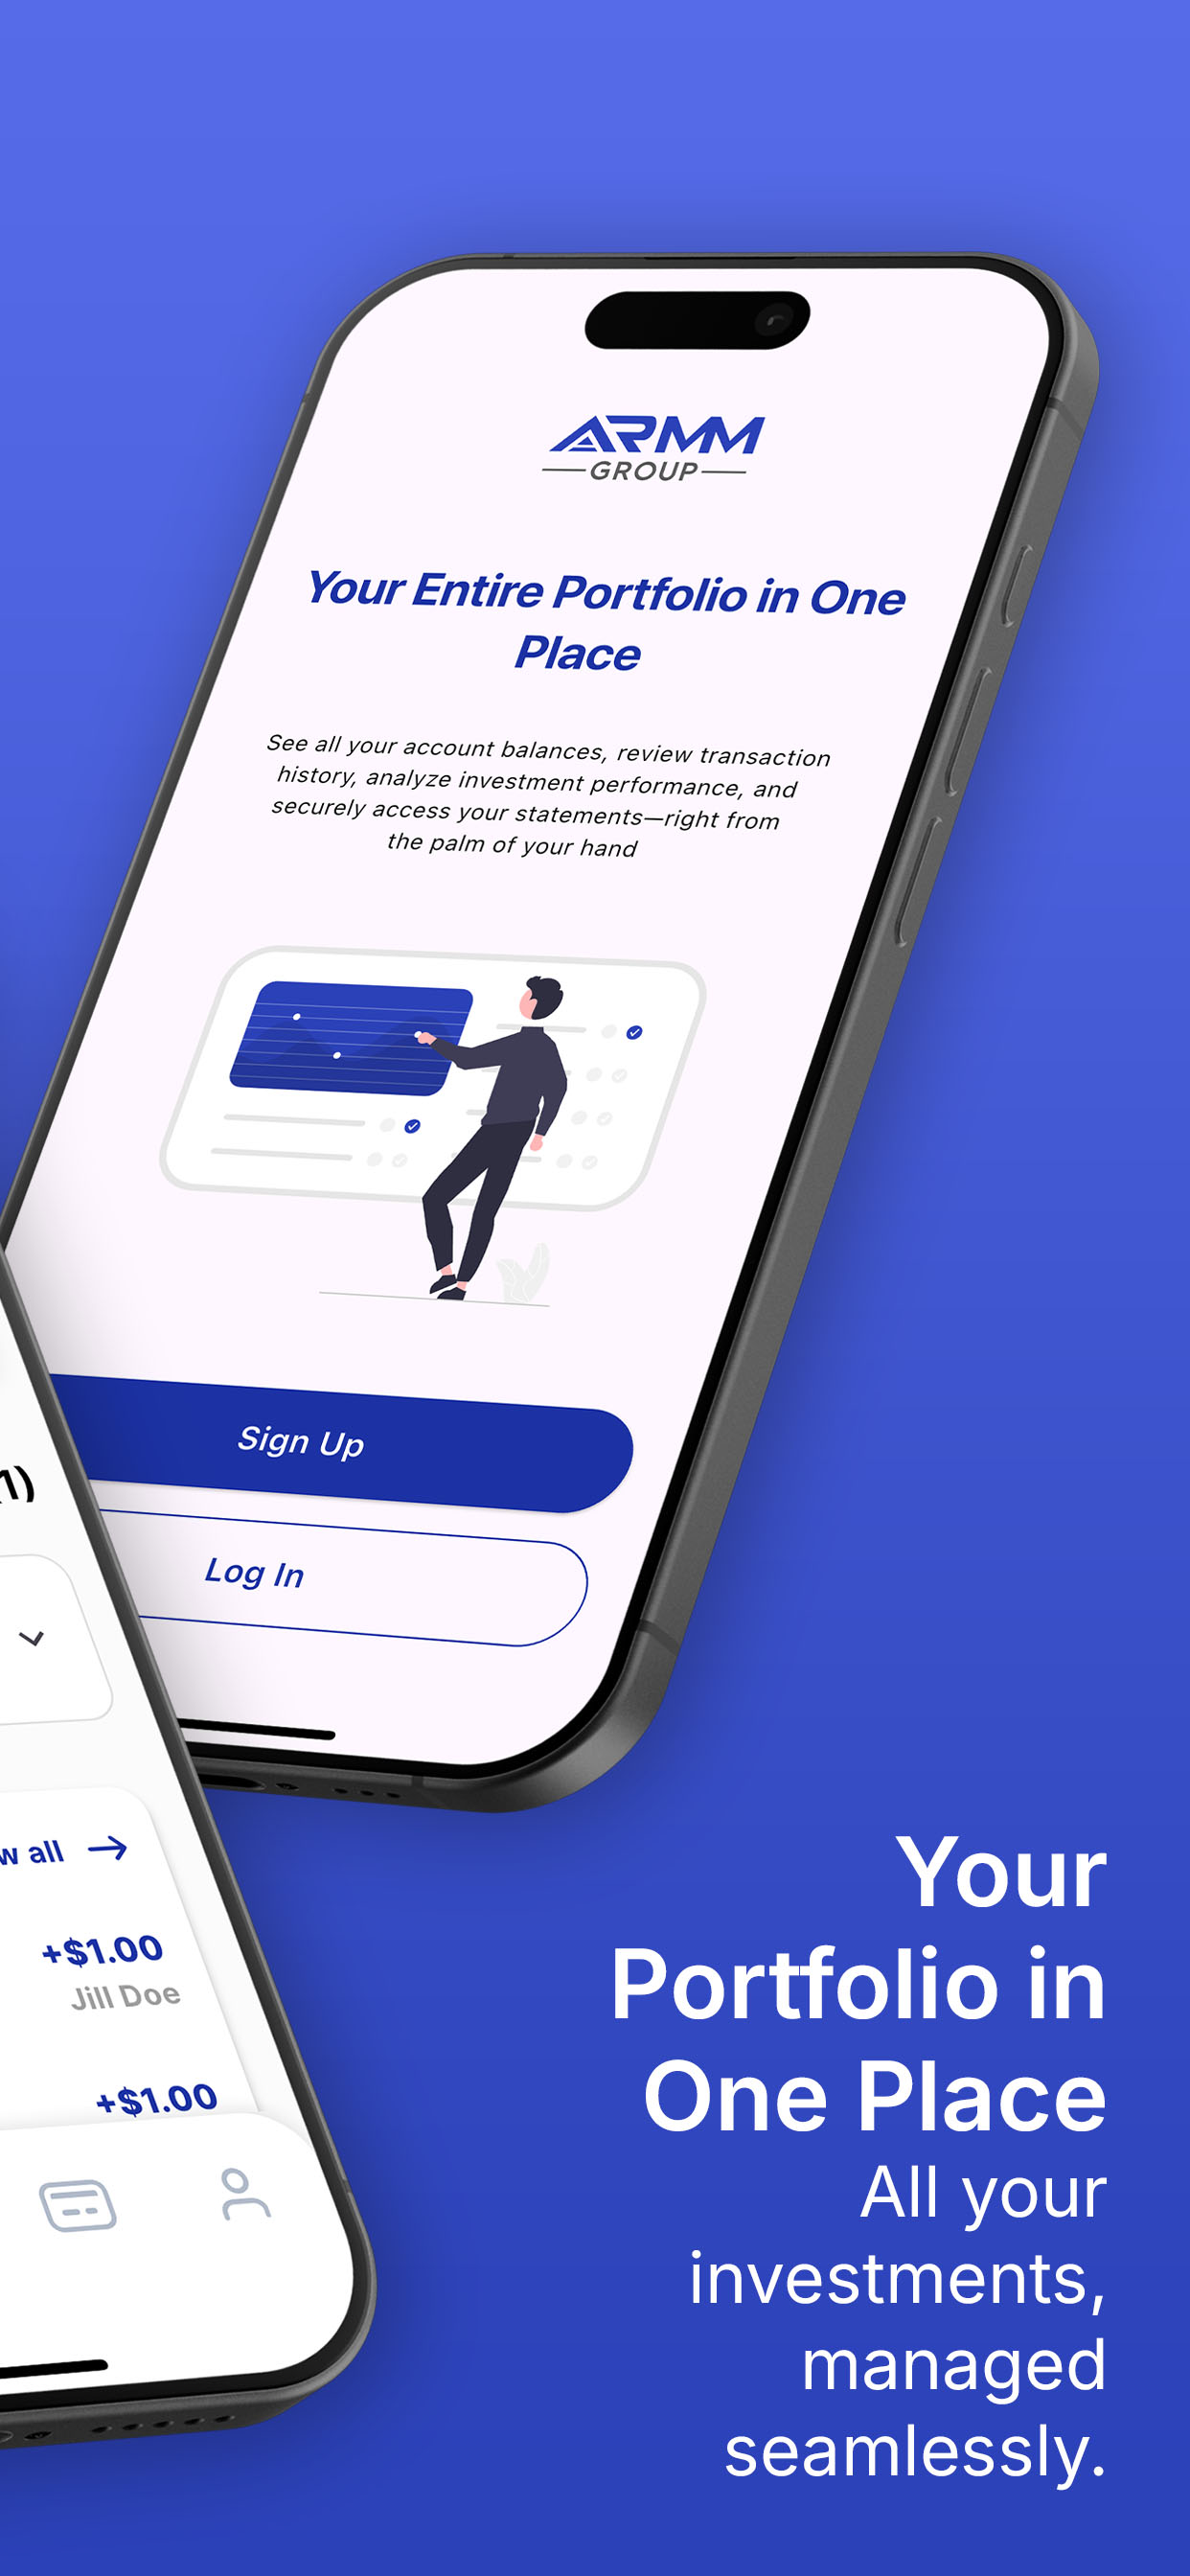 ARMM
GROUP
Your Entire Portfolio in One
Place
See all your account balances, review transaction
history, analyze investment performance, and
securely access your statements—right from
the palm of your hand
Sign Up
Log In
1)
w all
+$1.00
Jill Doe
+$1.00
Your
Portfolio in
One Place
All your
investments,
managed
seamlessly.